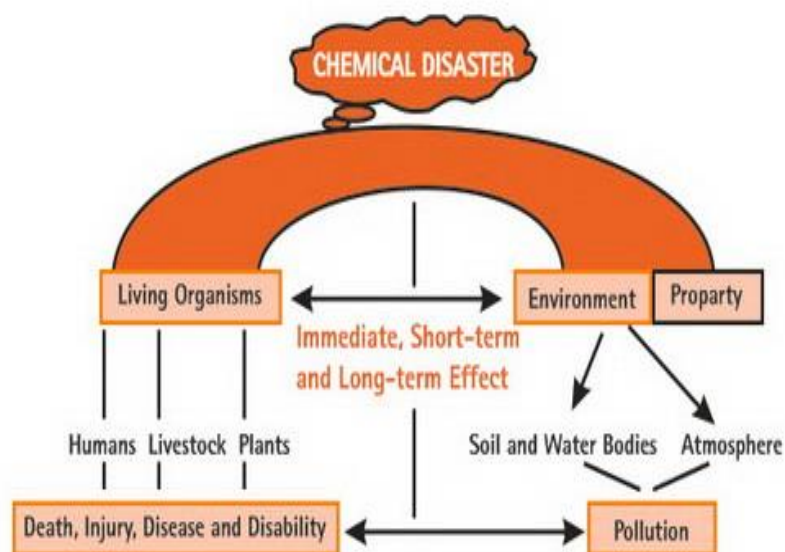 CHEMICAL DISASTER
Living Organisms
Environment
Proparty
Immediate, Short-term
and Long-term Effect
Humans Livestock Plants
Soil and Water Bodies Atmosphere
Death, Injury, Disease and Disability
Pollution